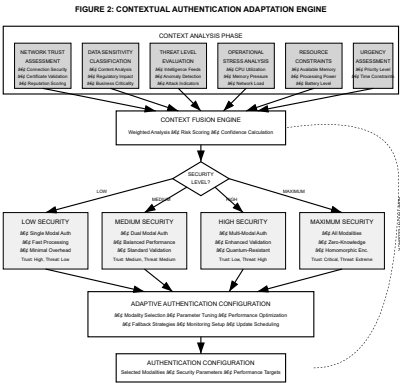 FIGURE 2: CONTEXTUAL AUTHENTICATION ADAPTATION ENGINE
CONTEXT ANALYSIS PHASE
NETWORK TRUST
ASSESSMENT
â€¢ Connection Security
â€¢ Certificate Validation
â€¢ Reputation Scoring
DATA SENSITIVITY
CLASSIFICATION
â€¢ Content Analysis
â€¢ Regulatory Impact
â€¢ Business Criticality
THREAT LEVEL
EVALUATION
â€¢ Intelligence Feeds
â€¢ Anomaly Detection
â€¢ Attack Indicators
OPERATIONAL
STRESS ANALYSIS
â€¢ CPU Utilization
â€¢ Memory Pressure
â€¢ Network Load
RESOURCE
CONSTRAINTS
â€¢ Available Memory
â€¢ Processing Power
â€¢ Battery Level
URGENCY
ASSESSMENT
â€¢ Priority Level
â€¢ Time Constraints
CONTEXT FUSION ENGINE
Weighted Analysis â€¢ Risk Scoring â€¢ Confidence Calculation
SECURITY
LEVEL?
LOW
MEDIUM
HIGH
MAXIMUM
LOW SECURITY
â€¢ Single Modal Auth
â€¢ Fast Processing
â€¢ Minimal Overhead
Trust: High, Threat: Low
MEDIUM SECURITY
â€¢ Dual Modal Auth
â€¢ Balanced Performance
â€¢ Standard Validation
Trust: Medium, Threat: Medium
HIGH SECURITY
â€¢ Multi-Modal Auth
â€¢ Enhanced Validation
â€¢ Quantum-Resistant
Trust: Low, Threat: High
MAXIMUM SECURITY
â€¢ All Modalities
â€¢ Zero-Knowledge
â€¢ Homomorphic Enc.
Trust: Critical, Threat: Extreme
ADAPTIVE AUTHENTICATION CONFIGURATION
â€¢ Modality Selection â€¢ Parameter Tuning â€¢ Performance Optimization
â€¢ Fallback Strategies â€¢ Monitoring Setup â€¢ Update Scheduling
AUTHENTICATION CONFIGURATION
Selected Modalities â€¢ Security Parameters â€¢ Performance Targets